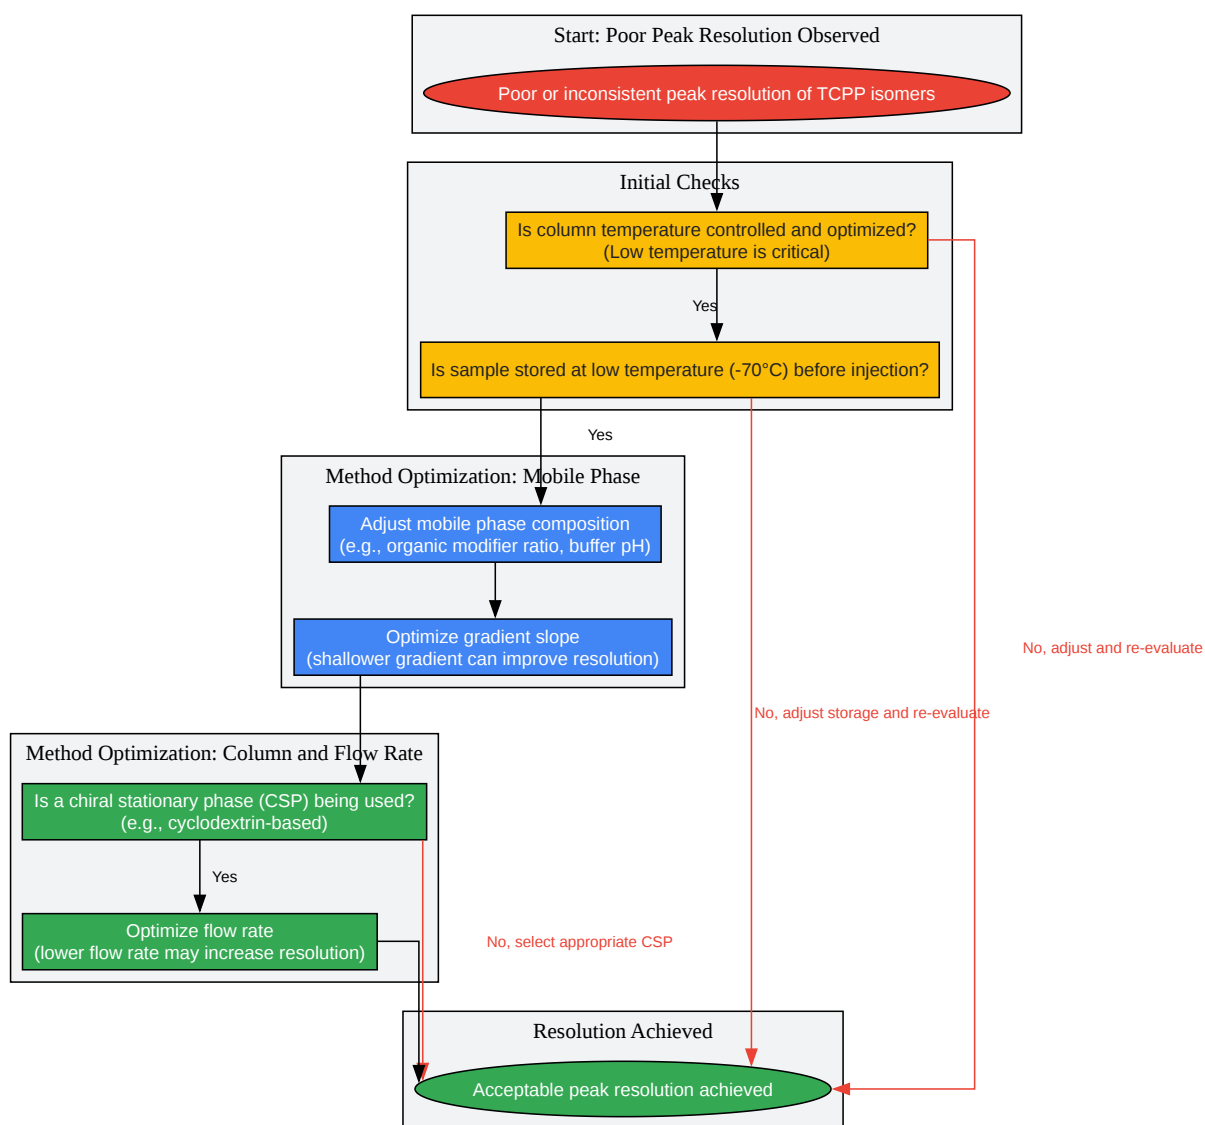 Start: Poor Peak Resolution Observed
Poor or inconsistent peak resolution of TCPP isomers
Initial Checks
Is column temperature controlled and optimized?
(Low temperature is critical)
Yes
Is sample stored at low temperature (-70°C) before injection?
Yes
Method Optimization: Mobile Phase
Adjust mobile phase composition
(e.g., organic modifier ratio, buffer pH)
Optimize gradient slope
(shallower gradient can improve resolution)
No, adjust and re-evaluate
No, adjust storage and re-evaluate
Method Optimization: Column and Flow Rate
Is a chiral stationary phase (CSP) being used?
(e.g., cyclodextrin-based)
Yes
Optimize flow rate
(lower flow rate may increase resolution)
No, select appropriate CSP
Resolution Achieved
Acceptable peak resolution achieved